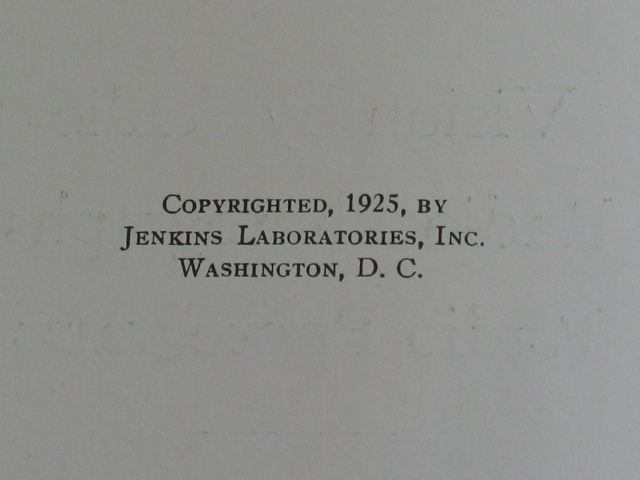 Copyrighted, 1925, by
Jenkins Laboratories, Inc.
Washington, D. C.